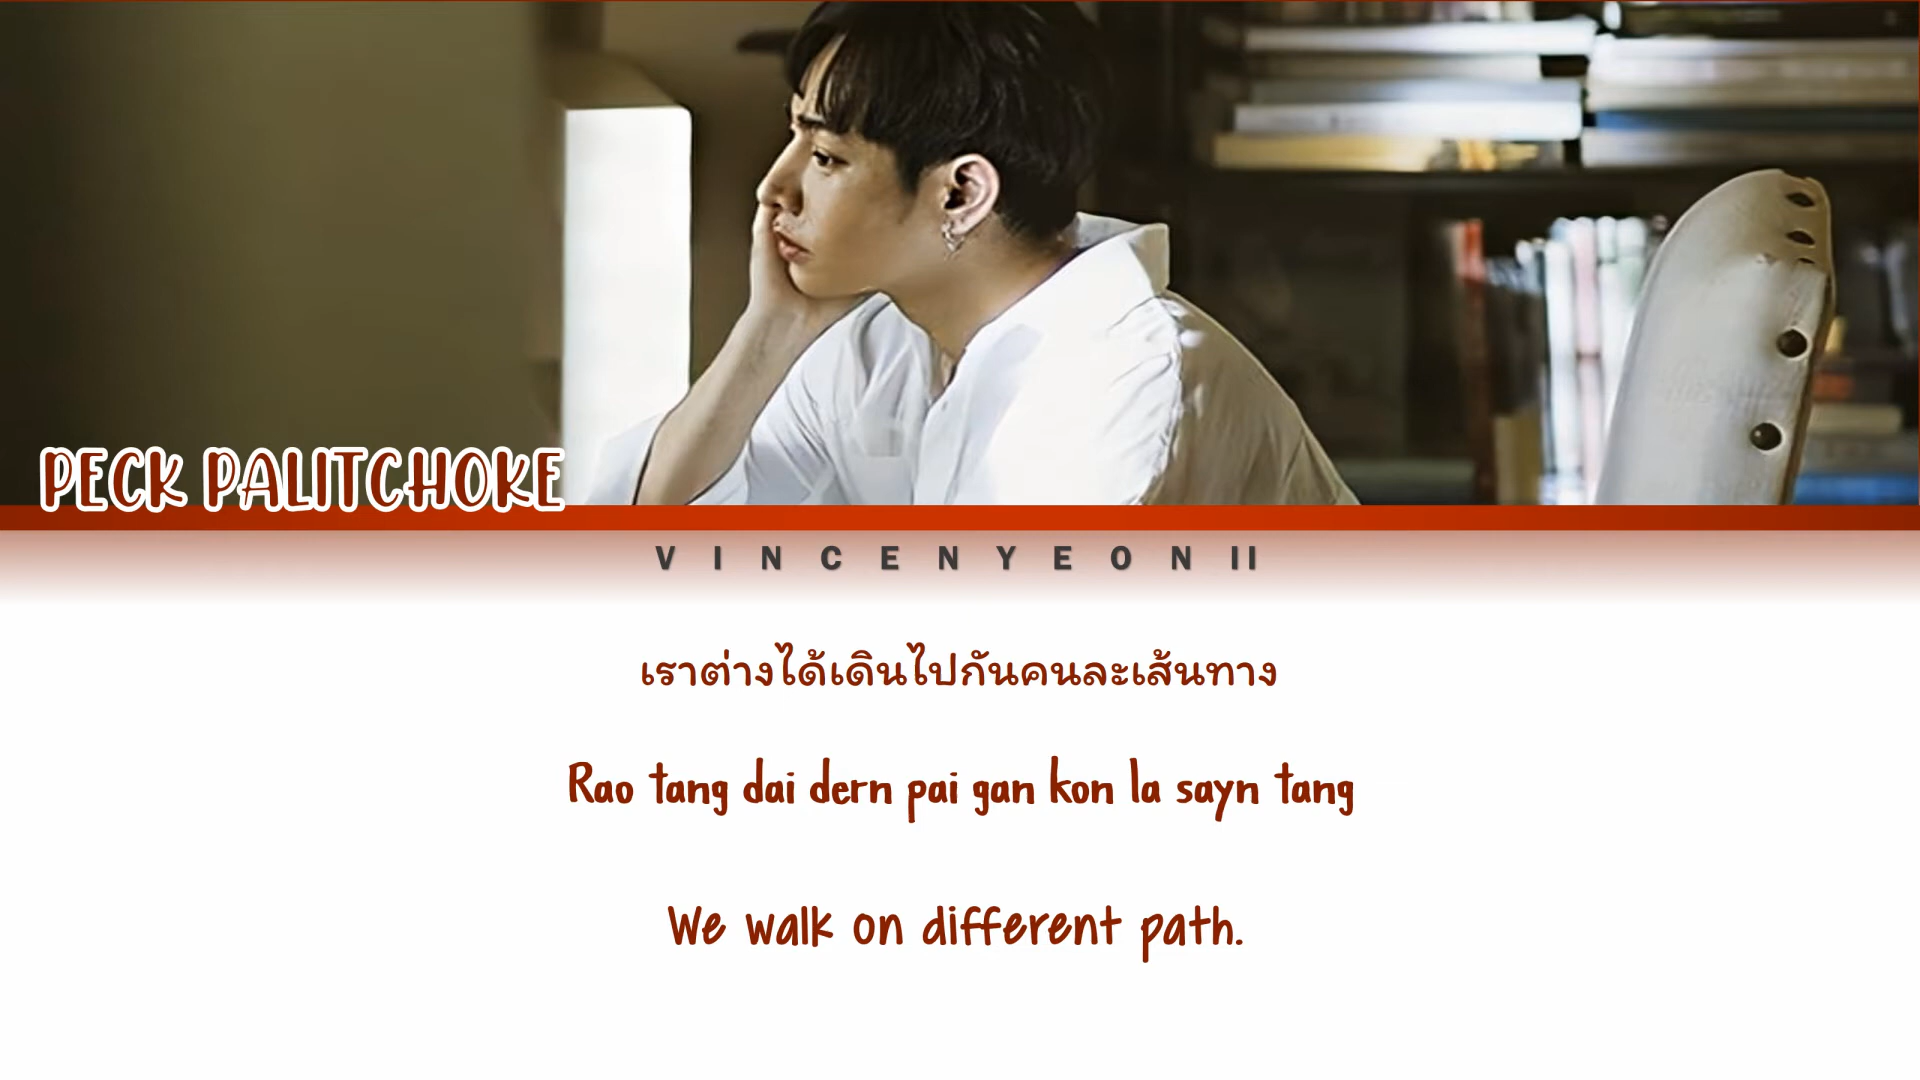 PECK PALITCHOKE
VINCENYEON II
เราต่างได้เดินไปกันคนละเส้นทาง
Rao tang dai dern pai gan kon la sayn tang
We walk on different path.